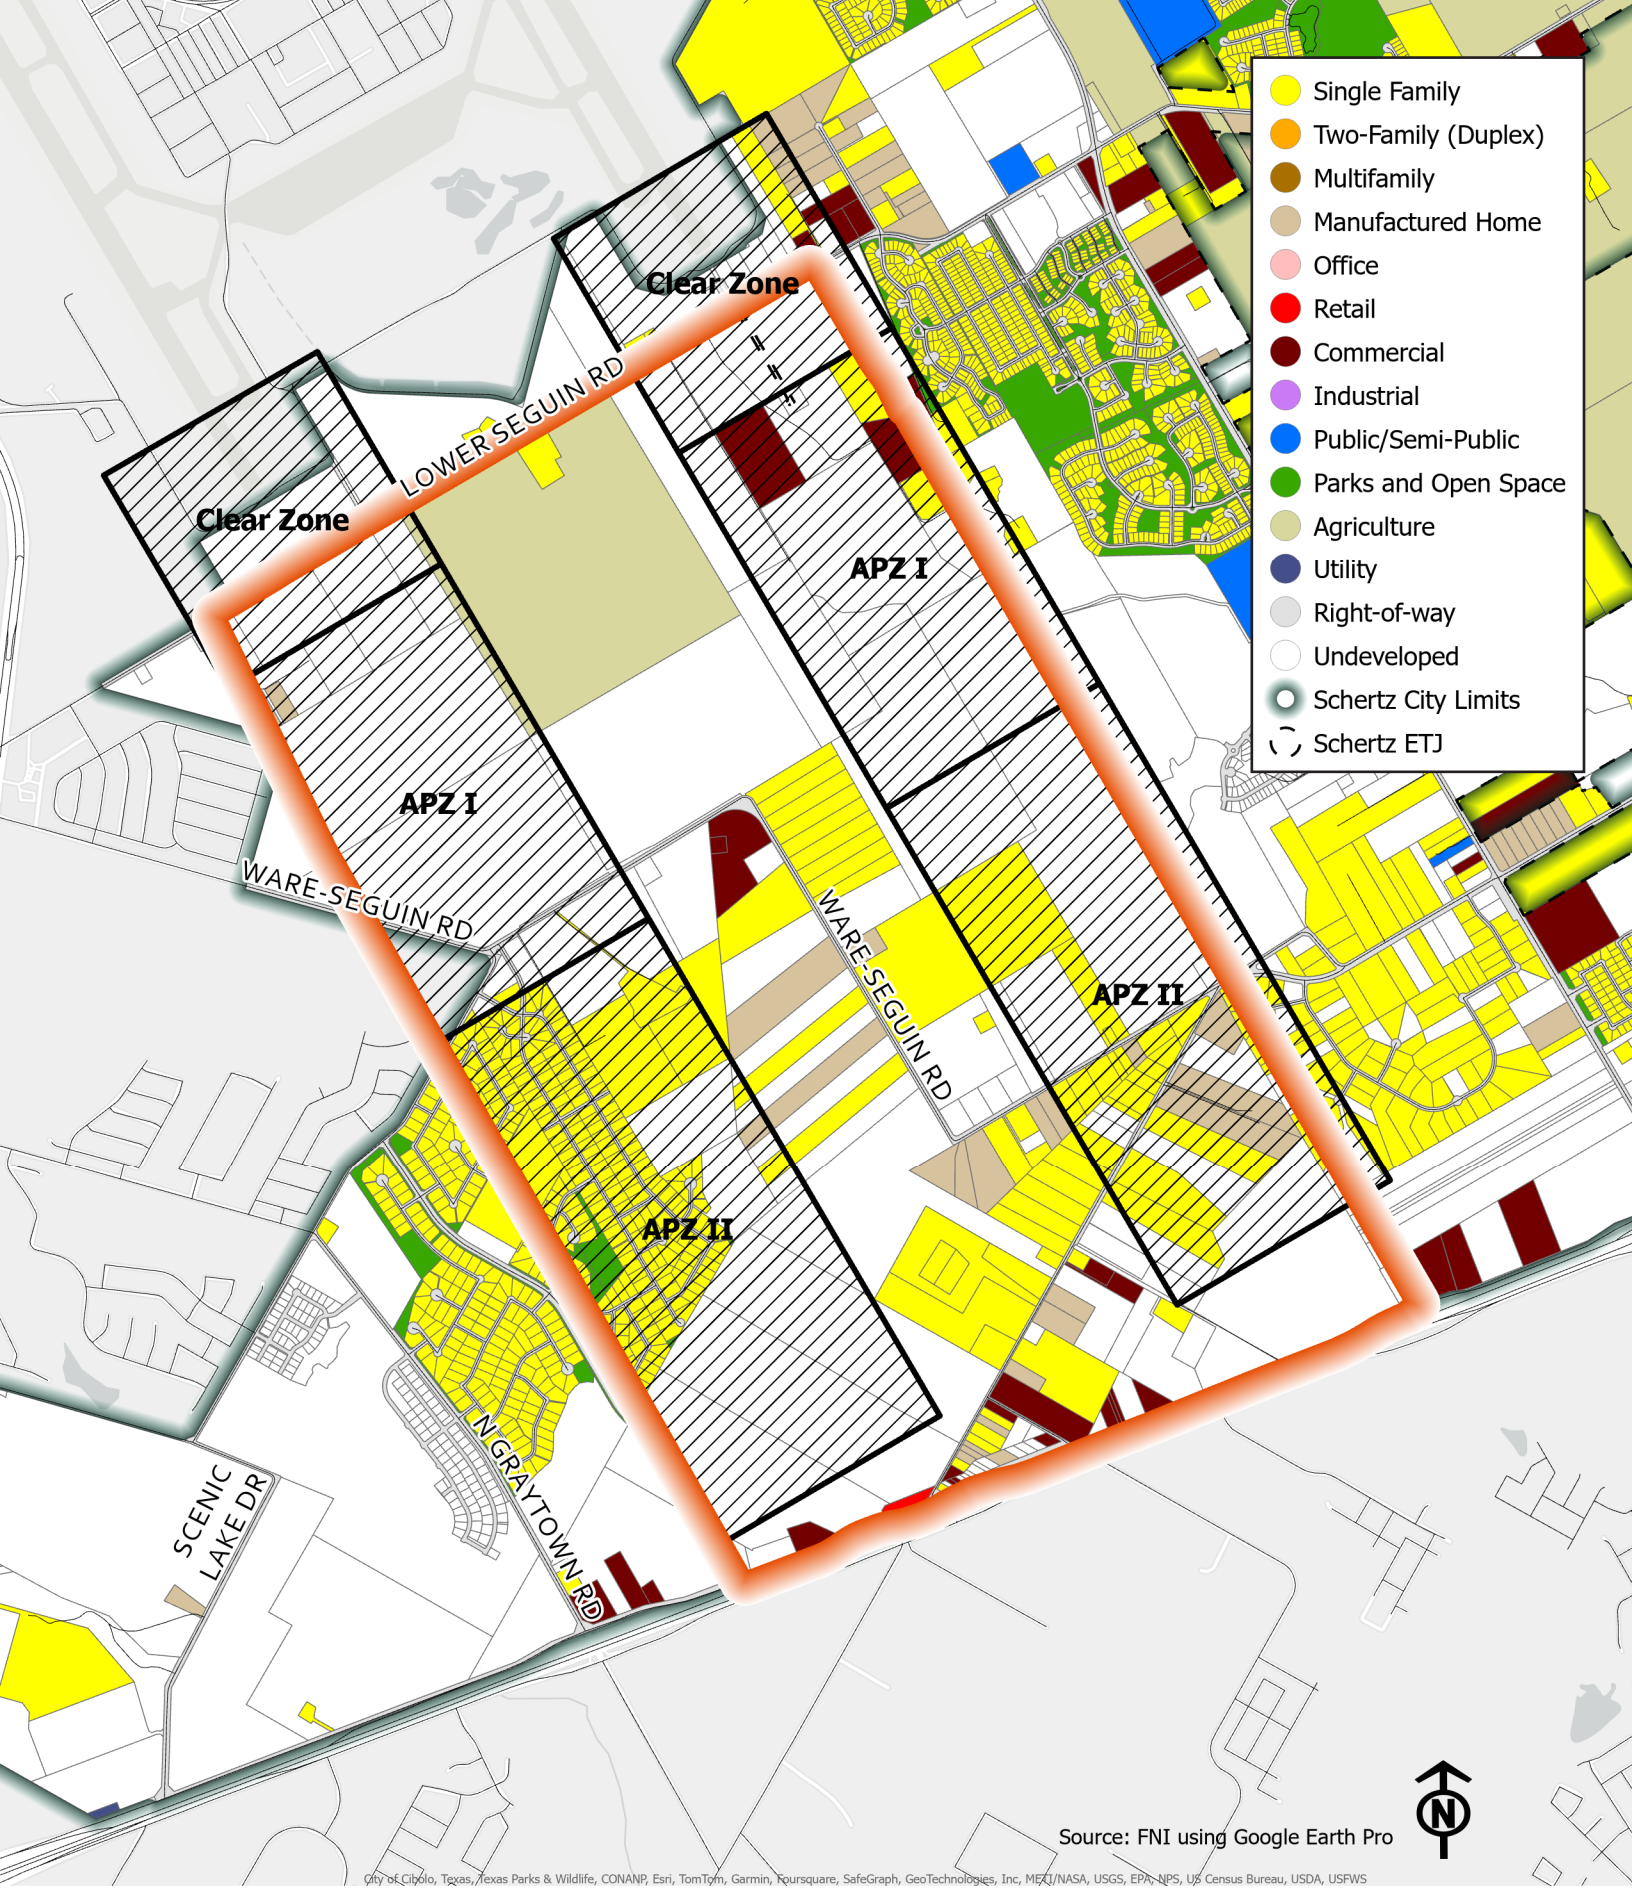 Single Family
Two-Family (Duplex)
Multifamily
Manufactured Home
Office
Retail
Commercial
Industrial
Public/Semi-Public
Parks and Open Space
Agriculture
Utility
Right-of-way
Undeveloped
Schertz City Limits
Schertz ETJ
Clear Zone
LOWER SEGUIN RD
Clear Zone
APZ I
APZ I
WARE-SEGUIN RD
WARE-SEGUIN RD
APZ II
APZ II
N GRAYTOWN RD
SCENIC
LAKE DR
N
Source: FNI using Google Earth Pro
City of Cibolo, Texas, Texas Parks & Wildlife, CONANP, Esri, TomTom, Garmin, Foursquare, SafeGraph, GeoTechnologies, Inc, METI/NASA, USGS, EPA, NPS, US Census Bureau, USDA, USFWS